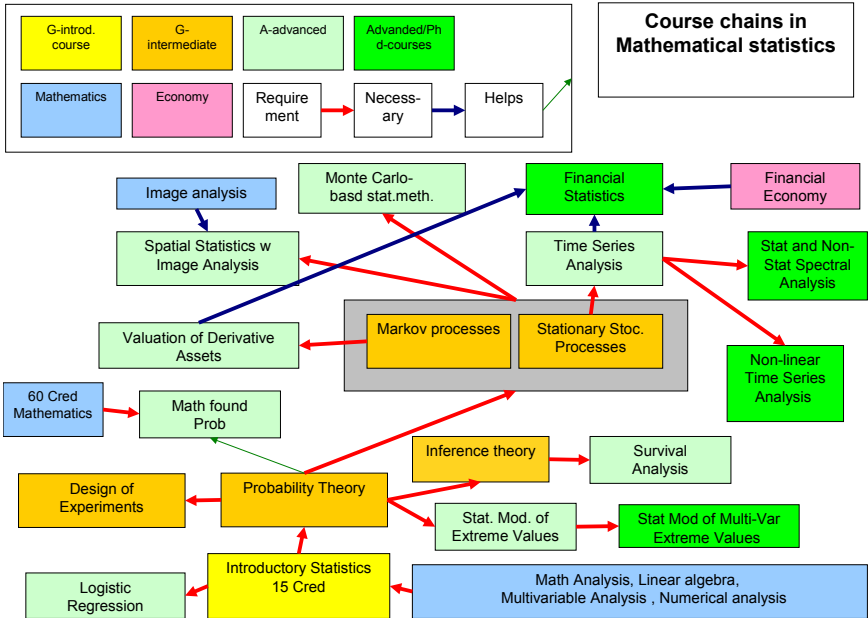 G-introd.
course
G-
intermediate
A-advanced
Advanded/Ph
d-courses
Course chains in
Mathematical statistics
Mathematics
Economy
Require
ment
Necess-
ary
Helps
Image analysis
Monte Carlo-
basd stat.meth.
Financial
Statistics
Financial
Economy
Spatial Statistics w
Image Analysis
Time Series
Analysis
Stat and Non-
Stat Spectral
Analysis
Valuation of Derivative
Assets
Markov processes
Stationary Stoc.
Processes
Non-linear
Time Series
Analysis
60 Cred
Mathematics
Math found
Prob
Inference theory
Survival
Analysis
Design of
Experiments
Probability Theory
Stat. Mod. of
Extreme Values
Stat Mod of Multi-Var
Extreme Values
Logistic
Regression
Introductory Statistics
15 Cred
Math Analysis, Linear algebra,
Multivariable Analysis , Numerical analysis